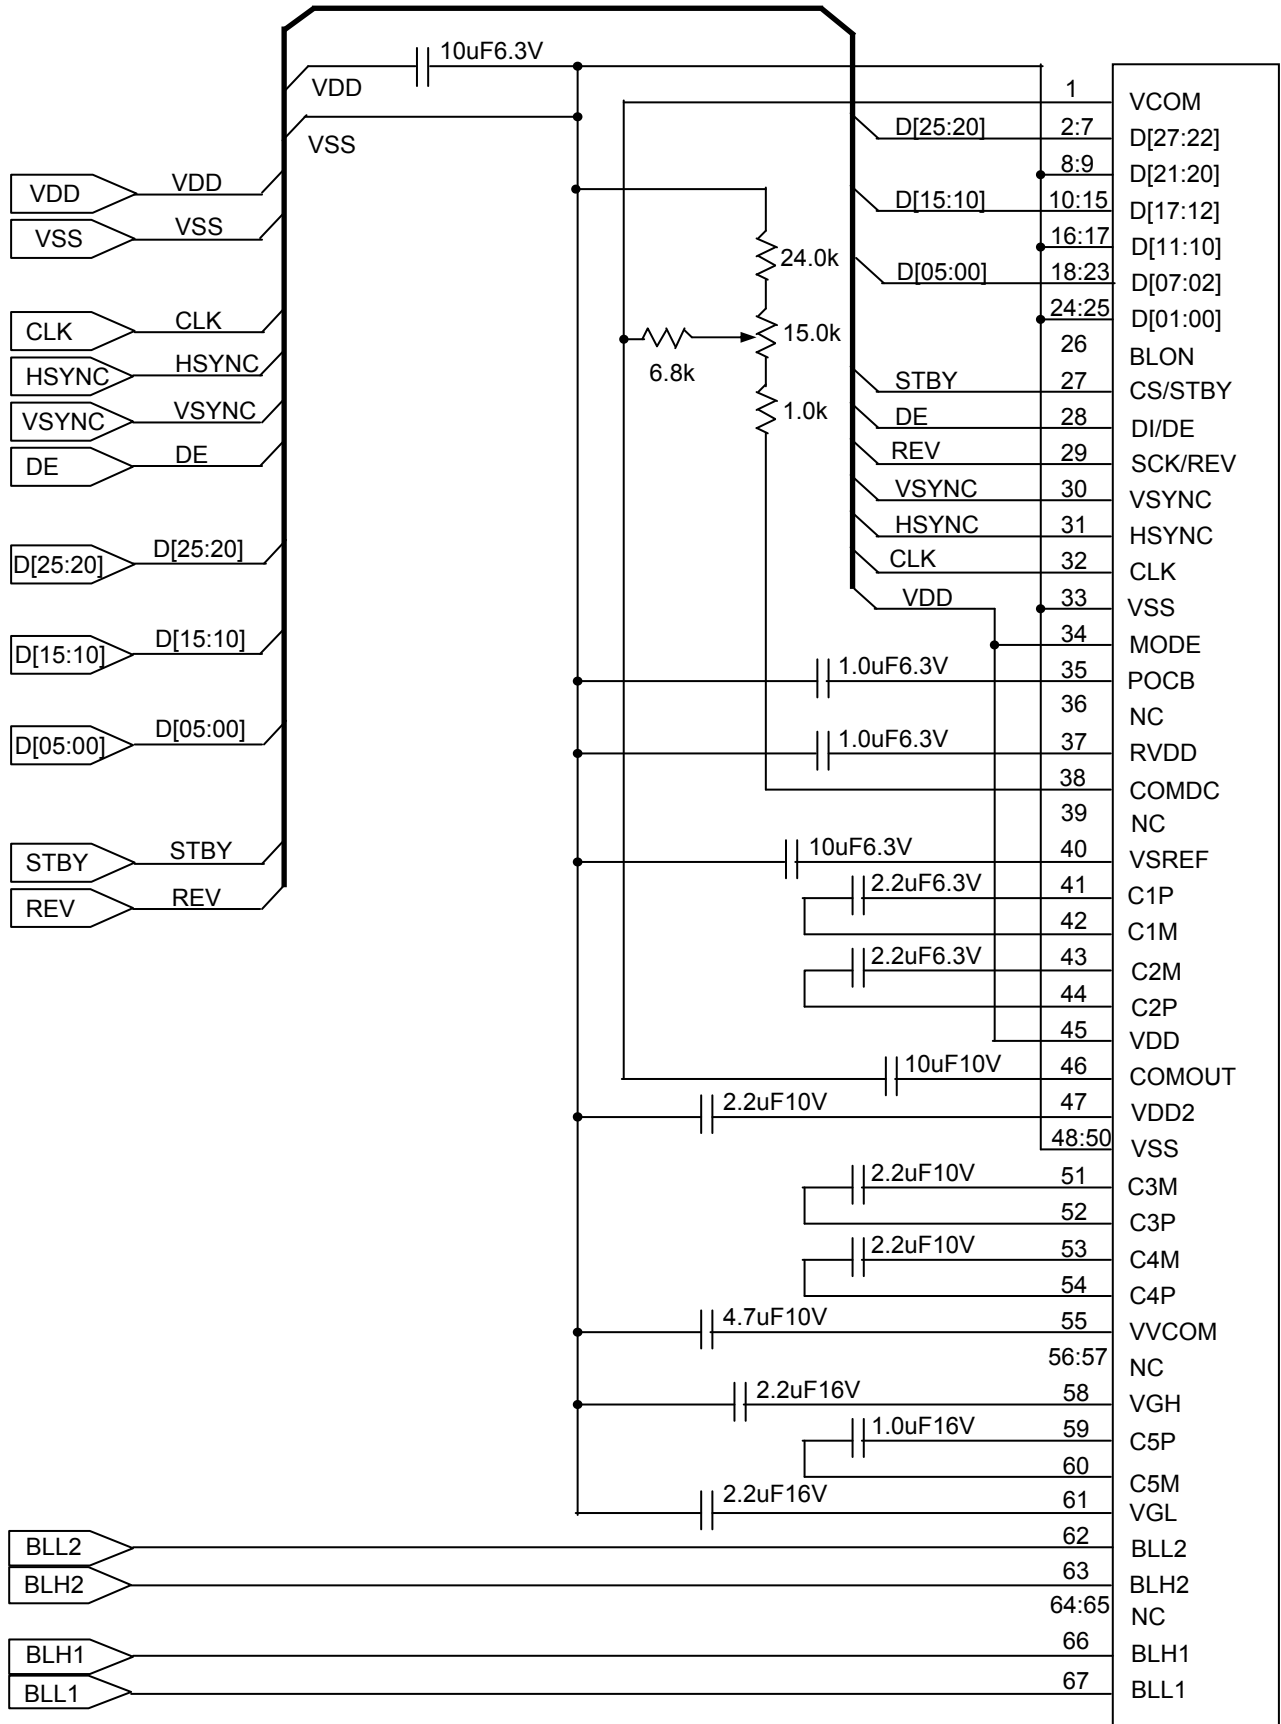 10uF6.3V
VDD
VSS
VDD VDD
VSS VSS
CLK CLK
HSYNC HSYNC
VSYNC VSYNC
DE DE
D[25:20] D[25:20]
D[15:10] D[15:10]
D[05:00] D[05:00]
STBY STBY
REV REV
24.0k
15.0k
6.8k
1.0k
1 VCOM
D[25:20] 2:7 D[27:22]
8:9 D[21:20]
D[15:10] 10:15 D[17:12]
16:17 D[11:10]
D[05:00] 18:23 D[07:02]
24:25 D[01:00]
26 BLON
STBY 27 CS/STBY
DE 28 DI/DE
REV 29 SCK/REV
VSYNC 30 VSYNC
HSYNC 31 HSYNC
CLK 32 CLK
VDD 33 VSS
34 MODE
1.0uF6.3V 35 POCB
36 NC
1.0uF6.3V 37 RVDD
38 COMDC
39 NC
10uF6.3V 40 VSREF
2.2uF6.3V 41 C1P
42 C1M
2.2uF6.3V 43 C2M
44 C2P
45 VDD
10uF10V 46 COMOUT
2.2uF10V 47 VDD2
48:50 VSS
2.2uF10V 51 C3M
52 C3P
2.2uF10V 53 C4M
54 C4P
4.7uF10V 55 VVCOM
56:57 NC
2.2uF16V 58 VGH
1.0uF16V 59 C5P
60 C5M
2.2uF16V 61 VGL
BLL2 62 BLL2
BLH2 63 BLH2
64:65 NC
BLH1 66 BLH1
BLL1 67 BLL1